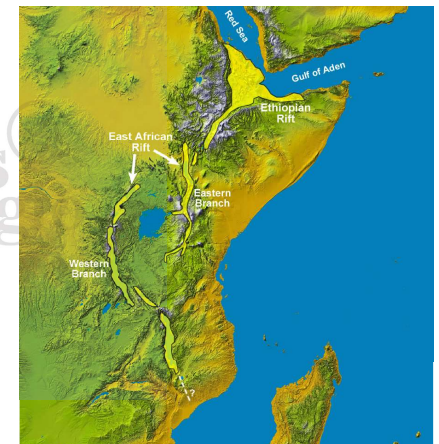 Red Sea
Gulf of Aden
Ethiopian
Rift
East African
Rift
Eastern
Branch
Western
Branch
?